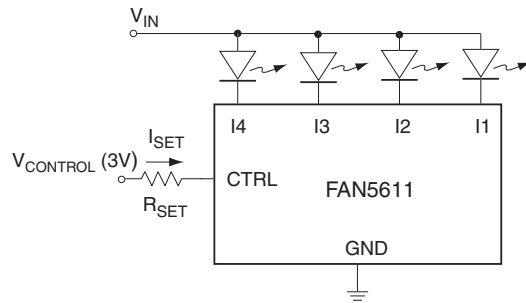 VIN
I4 I3 I2 I1
ISET
VCONTROL (3V)
CTRL
FAN5611
RSET
GND